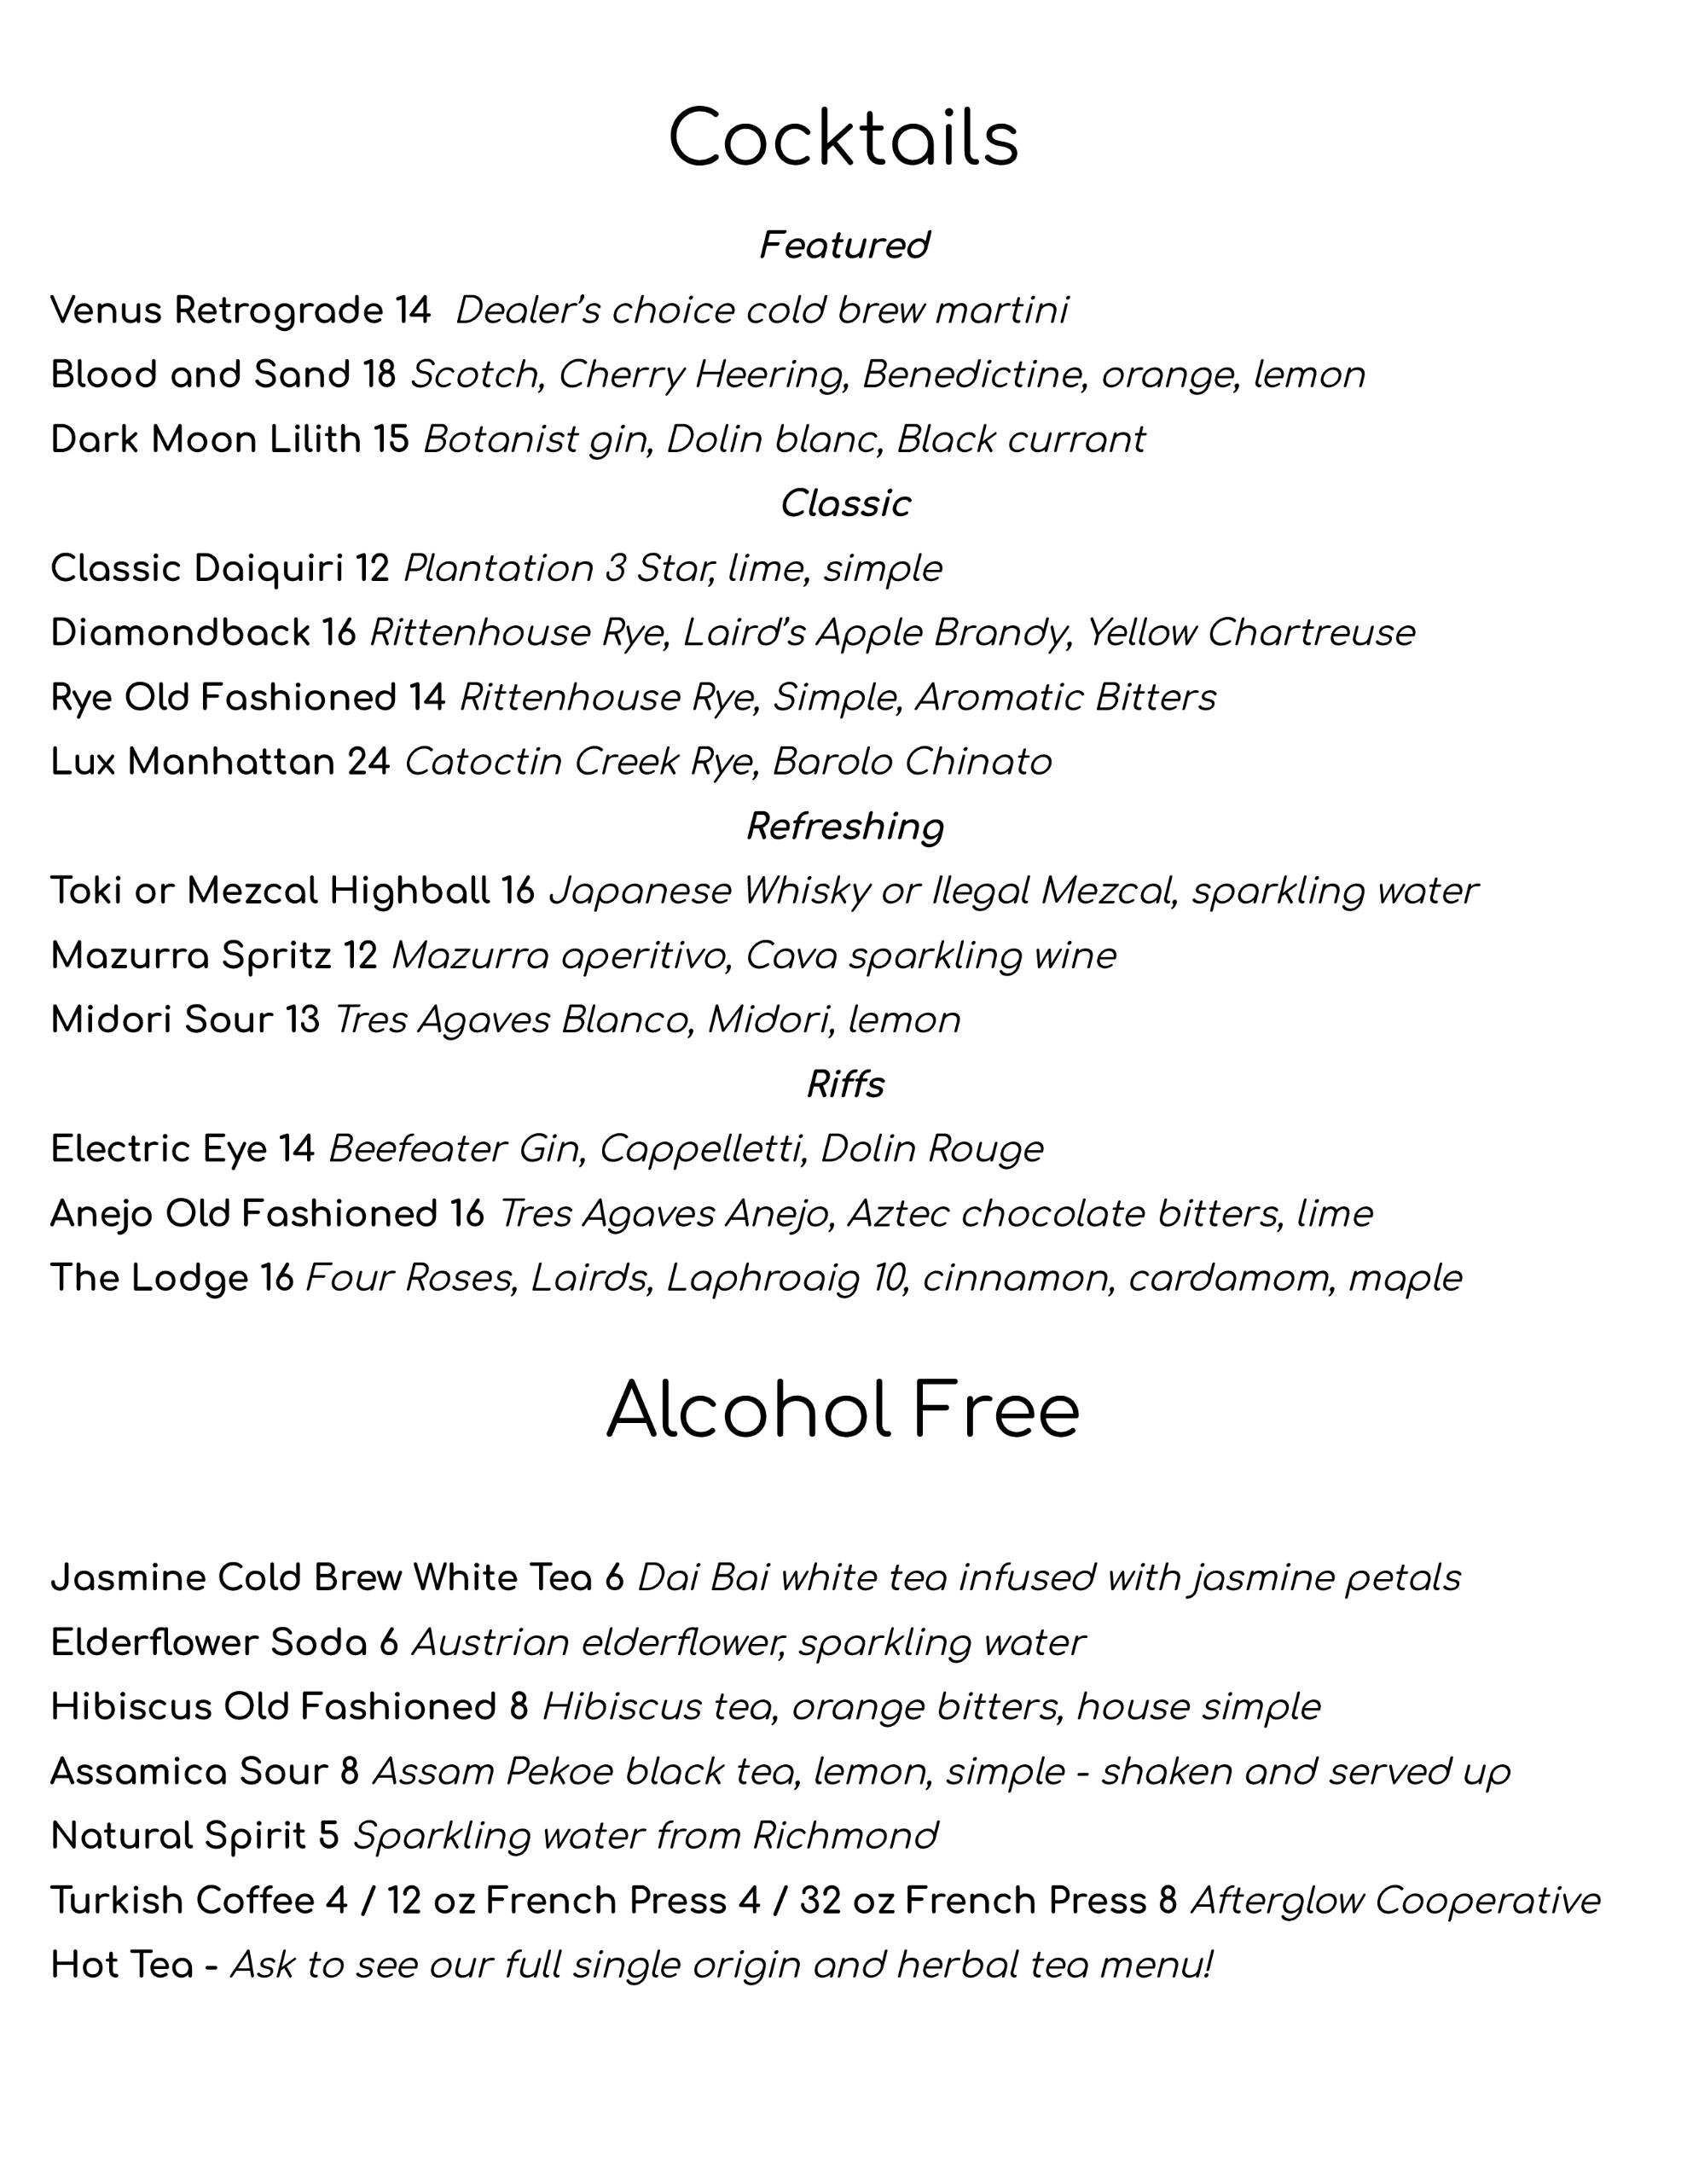 Cocktails
Featured
Venus Retrograde 14 Dealer’s choice cold brew martini
Blood and Sand 18 Scotch, Cherry Heering, Benedictine, orange, lemon
Dark Moon Lilith 15 Botanist gin, Dolin blanc, Black currant
Classic
Classic Daiquiri 12 Plantation 3 Star, lime, simple
Diamondback 16 Rittenhouse Rye, Laird’s Apple Brandy, Yellow Chartreuse
Rye Old Fashioned 14 Rittenhouse Rye, Simple, Aromatic Bitters
Lux Manhattan 24 Catoctin Creek Rye, Barolo Chinato
Refreshing
Toki or Mezcal Highball 16 Japanese Whisky or Ilegal Mezcal, sparkling water
Mazurra Spritz 12 Mazurra aperitivo, Cava sparkling wine
Midori Sour 13 Tres Agaves Blanco, Midori, lemon
Riffs
Electric Eye 14 Beefeater Gin, Cappelletti, Dolin Rouge
Anejo Old Fashioned 16 Tres Agaves Anejo, Aztec chocolate bitters, lime
The Lodge 16 Four Roses, Lairds, Laphroaig 10, cinnamon, cardamom, maple
Alcohol Free
Jasmine Cold Brew White Tea 6 Dai Bai white tea infused with jasmine petals
Elderflower Soda 6 Austrian elderflower, sparkling water
Hibiscus Old Fashioned 8 Hibiscus tea, orange bitters, house simple
Assamica Sour 8 Assam Pekoe black tea, lemon, simple - shaken and served up
Natural Spirit 5 Sparkling water from Richmond
Turkish Coffee 4 / 12 oz French Press 4 / 32 oz French Press 8 Afterglow Cooperative
Hot Tea - Ask to see our full single origin and herbal tea menu!